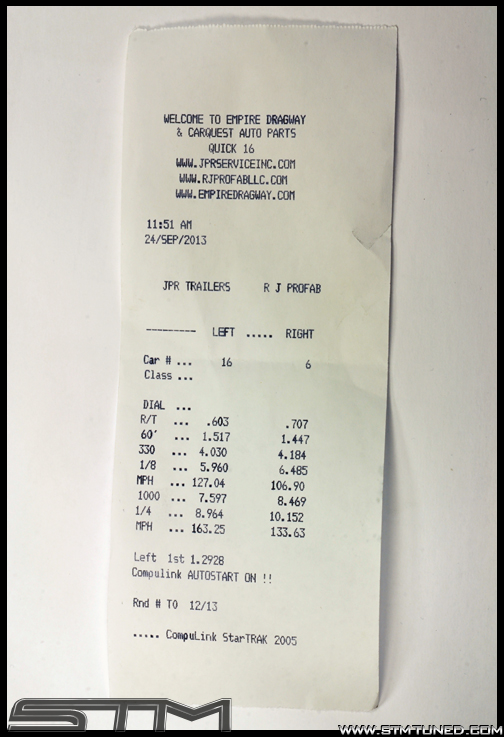 WELCOME TO EMPIRE DRAGWAY
& CARQUEST AUTO PARTS
QUICK 16
WWW.JPRSERVICEINC.COM
WWW.RJPROFABLLC.COM
WWW.EMPIREDRAGWAY.COM
11:51 AM
24/SEP/2013
JPR TRAILERS R J PROFAB
--------- LEFT ..... RIGHT
Car # ... 16 6
Class ...
DIAL ...
R/T ... .603 .707
60' ... 1.517 1.447
330 ... 4.030 4.184
1/8 ... 5.960 6.485
MPH ... 127.04 106.90
1000 ... 7.597 8.469
1/4 ... 8.964 10.152
MPH ... 163.25 133.63
Left 1st 1.2928
Compulink AUTOSTART ON !!
Rnd # T0 12/13
..... CompuLink StarTRAK 2005
STM
WWW.STMTUNED.COM